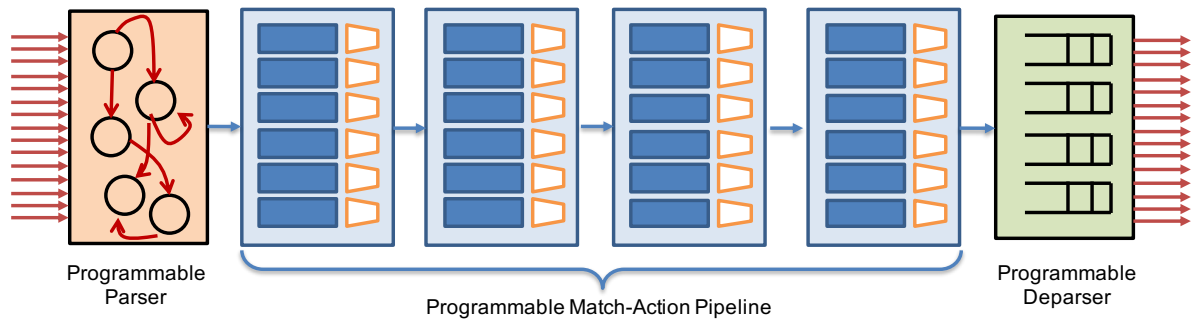 Programmable
Parser
Programmable Match-Action Pipeline
Programmable
Deparser